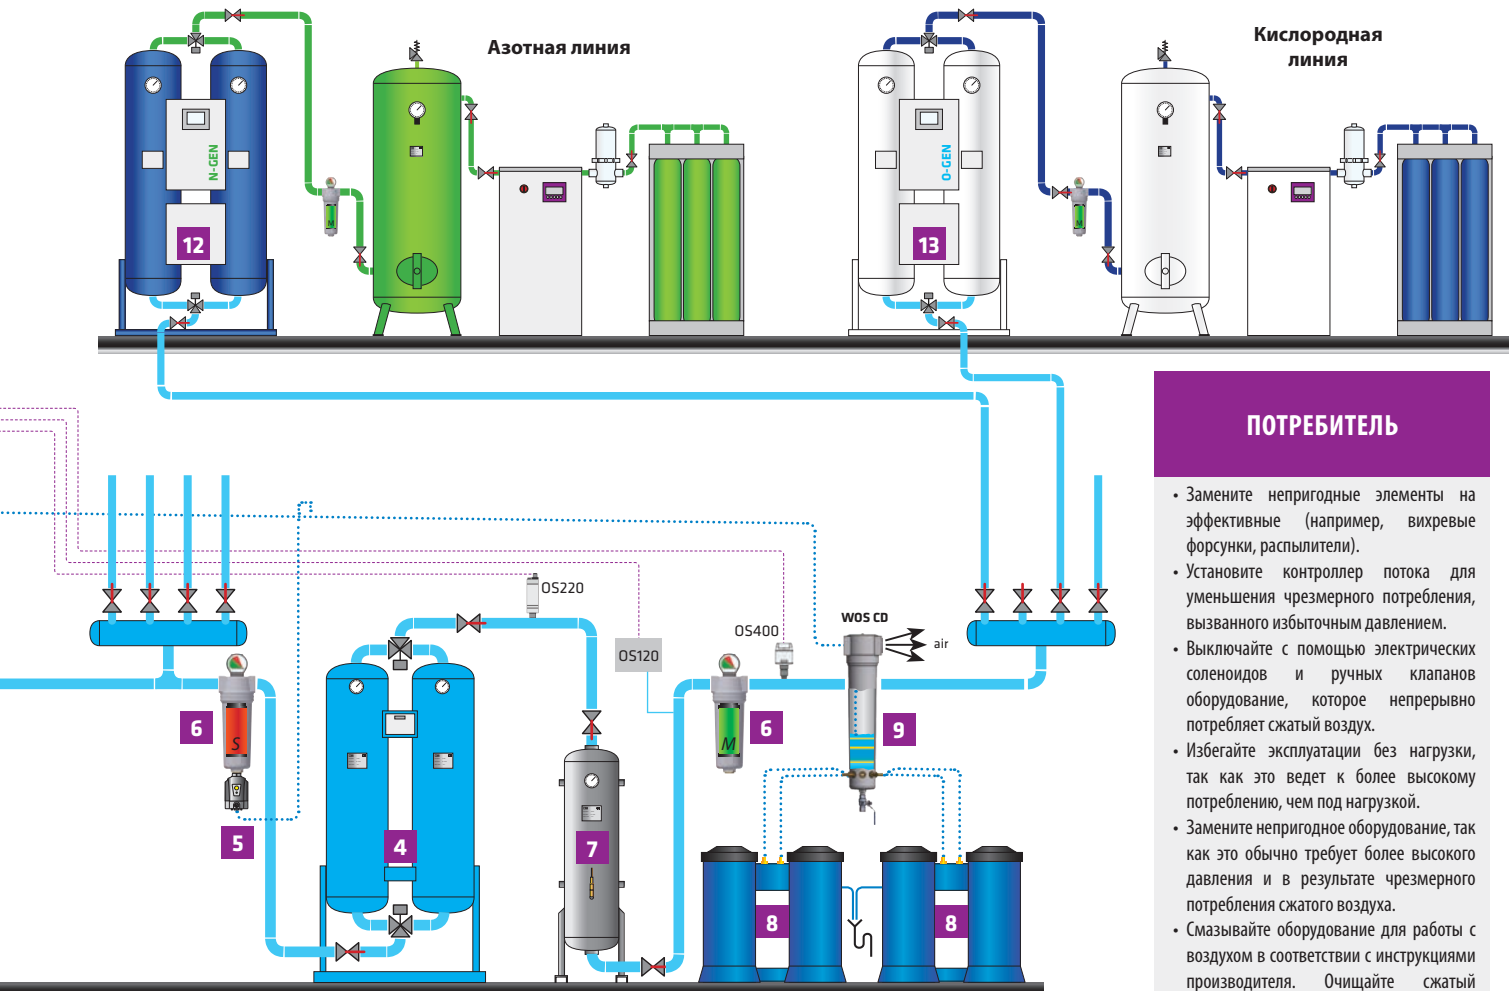 Азотная линия
Кислородная
линия
N-GEN
12
M
O-GEN
13
M
ПОТРЕБИТЕЛЬ
• Замените непригодные элементы на
эффективные (например, вихревые
форсунки, распылители).
• Установите контроллер потока для
уменьшения чрезмерного потребления,
вызванного избыточным давлением.
• Выключайте с помощью электрических
соленоидов и ручных клапанов
оборудование, которое непрерывно
потребляет сжатый воздух.
• Избегайте эксплуатации без нагрузки,
так как это ведет к более высокому
потреблению, чем под нагрузкой.
• Замените непригодное оборудование, так
как это обычно требует более высокого
давления и в результате чрезмерного
потребления сжатого воздуха.
• Смазывайте оборудование для работы с
воздухом в соответствии с инструкциями
производителя. Очищайте сжатый
OS220
OS120
OS400
WOS CD
air
6
S
5
4
7
6
M
9
8
8